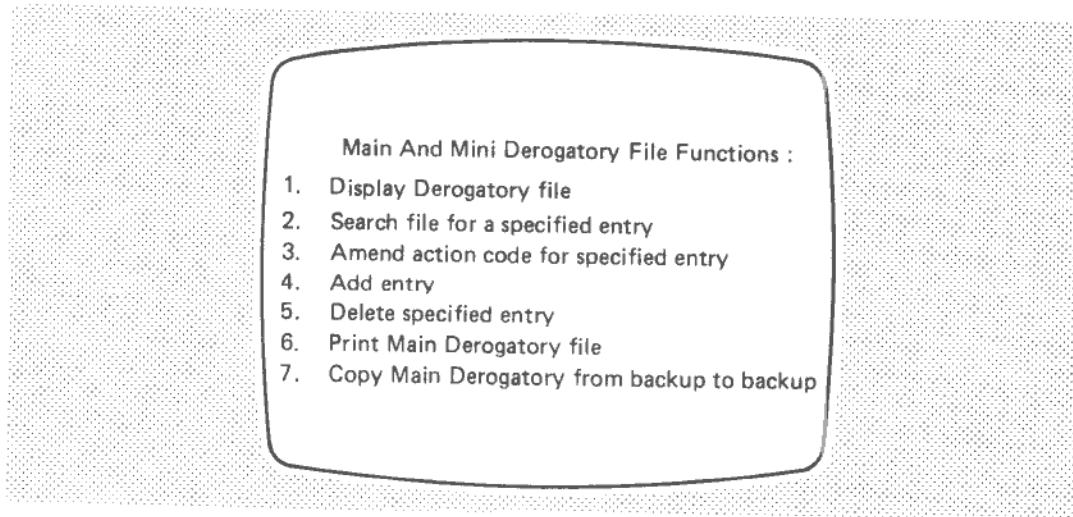 Main And Mini Derogatory File Functions :
1. Display Derogatory file
2. Search file for a specified entry
3. Amend action code for specified entry
4. Add entry
5. Delete specified entry
6. Print Main Derogatory file
7. Copy Main Derogatory from backup to backup